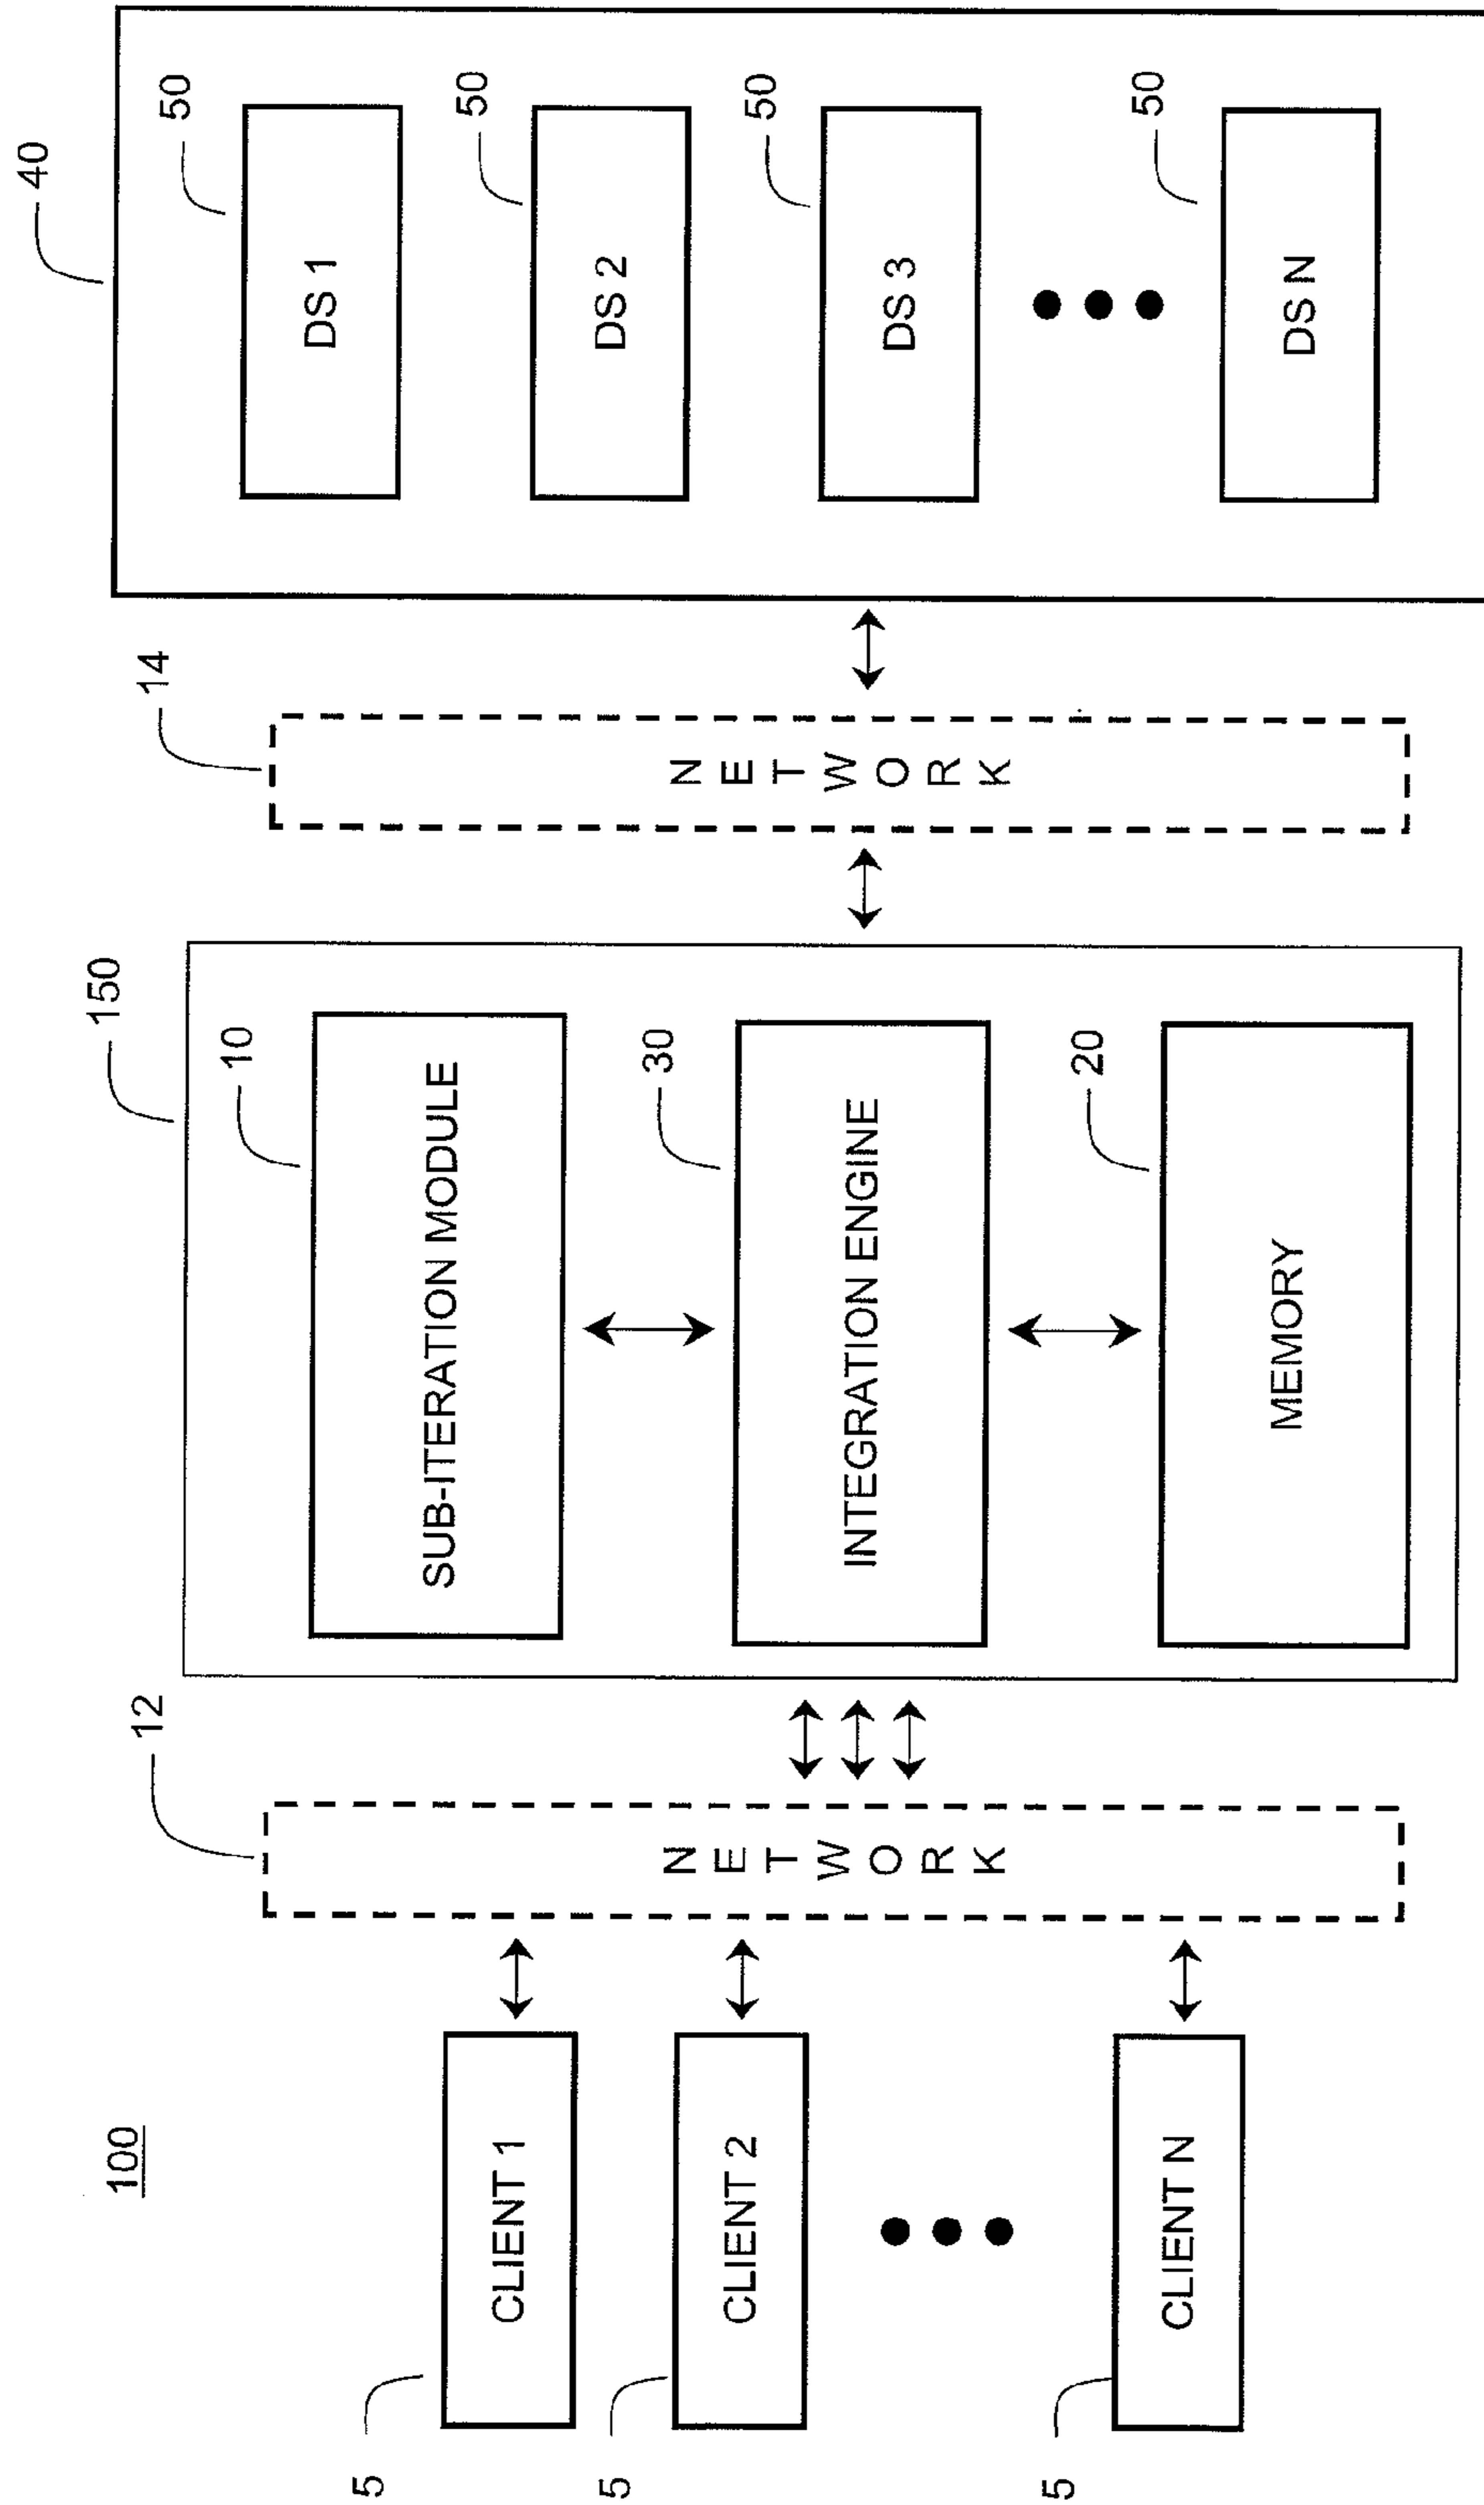 100
5
CLIENT 1
5
CLIENT 2
5
CLIENT N
12
NETWORK
150
10
SUB-ITERATION MODULE
30
INTEGRATION ENGINE
20
MEMORY
14
NETWORK
40
50
DS 1
50
DS 2
50
DS 3
50
DS N